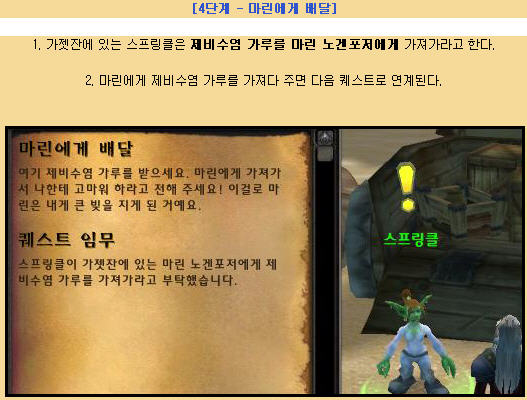 [4단계 - 마린에게 배달]
1. 가젯잔에 있는 스프링클은 제비수염 가루를 마린 노겐포저에게 가져가라고 한다.
2. 마린에게 제비수염 가루를 가져다 주면 다음 퀘스트로 연계된다.
마린에게 배달
여기 제비수염 가루를 받으세요. 마린에게 가져가
서 나한테 고마워 하라고 전해 주세요! 이걸로 마
린은 내게 큰 빚을 지게 된 거예요.
퀘스트 임무
스프링클이 가젯잔에 있는 마린 노겐포저에게 제
비수염 가루를 가져가라고 부탁했습니다.
스프링클